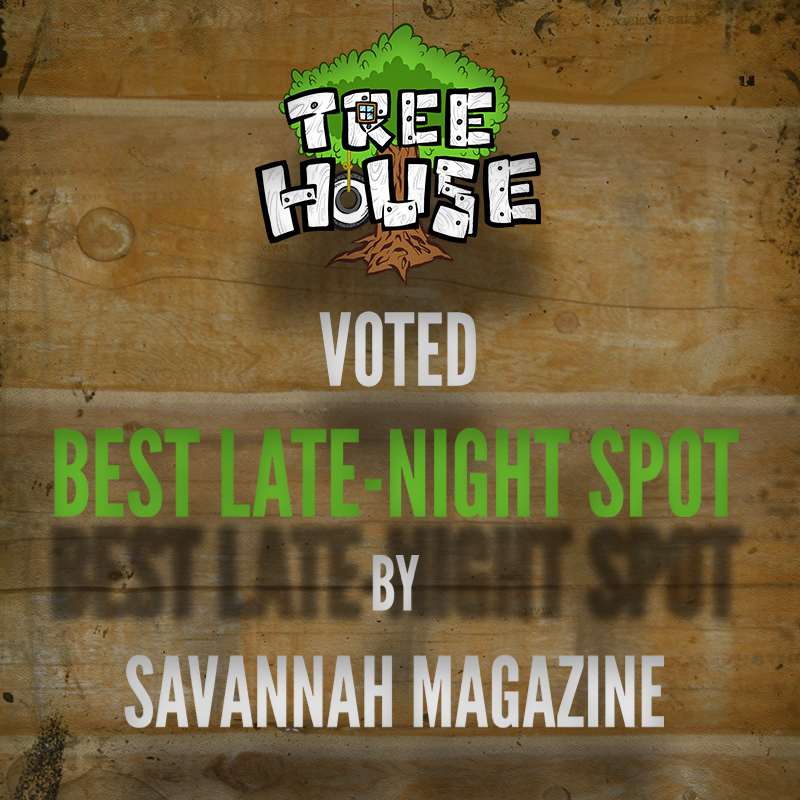 TREE
HOUSE
VOTED
BEST LATE-NIGHT SPOT
BY
SAVANNAH MAGAZINE